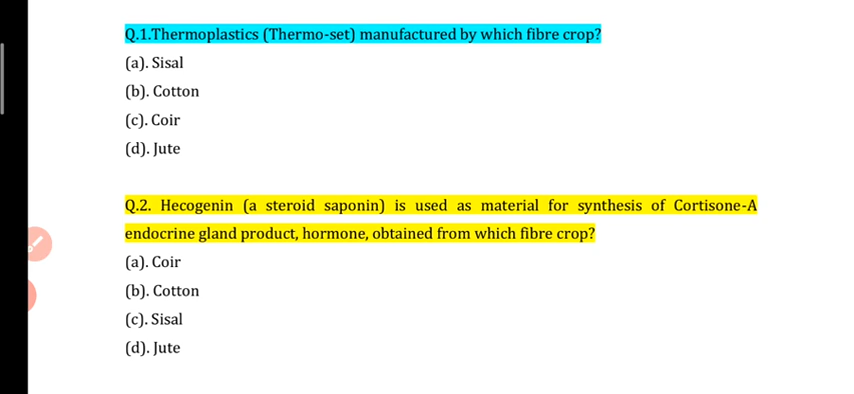 Q.1.Thermoplastics (Thermo-set) manufactured by which fibre crop?
(a). Sisal
(b). Cotton
(c). Coir
(d). Jute
Q.2. Hecogenin (a steroid saponin) is used as material for synthesis of Cortisone-A
endocrine gland product, hormone, obtained from which fibre crop?
(a). Coir
(b). Cotton
(c). Sisal
(d). Jute